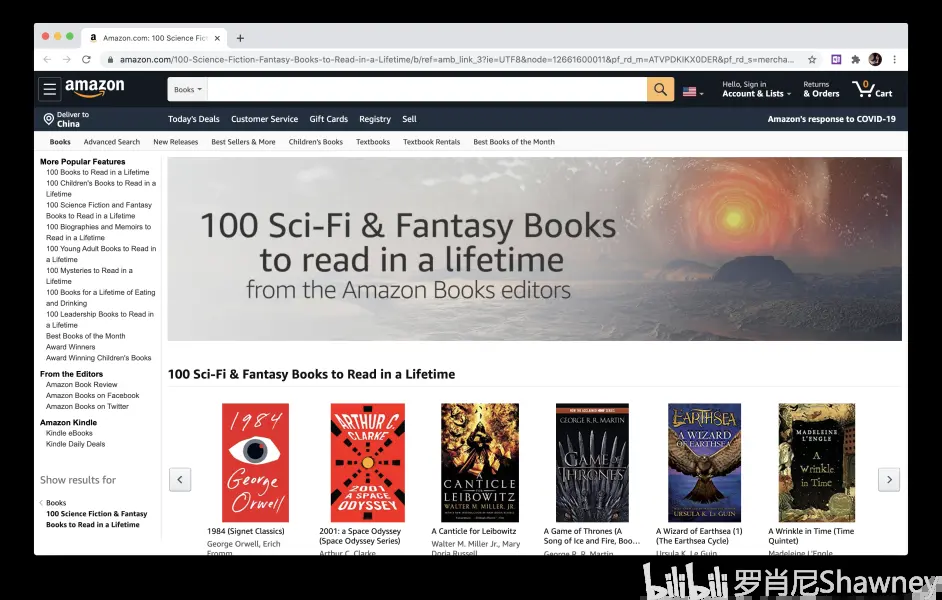 Amazon.com: 100 Science Fict
amazon.com/100-Science-Fiction-Fantasy-Books-to-Read-in-a-Lifetime/b/ref=amb_link_3?ie=UTF8&node=12661600011&pf_rd_m=ATVPDKIKX0DER&pf_rd_s=mercha...
amazon
Books
Hello, Sign in
Account & Lists
Returns
& Orders
0
Cart
Deliver to
China
Today's Deals Customer Service Gift Cards Registry Sell
Amazon's response to COVID-19
Books Advanced Search New Releases Best Sellers & More Children's Books Textbooks Textbook Rentals Best Books of the Month
More Popular Features
100 Books to Read in a Lifetime
100 Children's Books to Read in a
Lifetime
100 Science Fiction and Fantasy
Books to Read in a Lifetime
100 Biographies and Memoirs to
Read in a Lifetime
100 Young Adult Books to Read in
a Lifetime
100 Mysteries to Read in a
Lifetime
100 Books for a Lifetime of Eating
and Drinking
100 Leadership Books to Read in
a Lifetime
Best Books of the Month
Award Winners
Award Winning Children's Books
From the Editors
Amazon Book Review
Amazon Books on Facebook
Amazon Books on Twitter
Amazon Kindle
Kindle eBooks
Kindle Daily Deals
Show results for
Books
100 Science Fiction & Fantasy
Books to Read in a Lifetime
100 Sci-Fi & Fantasy Books
to read in a lifetime
from the Amazon Books editors
100 Sci-Fi & Fantasy Books to Read in a Lifetime
1984
George
Orwell
ARTHUR C.
CLARKE
2001
A SPACE
ODYSSEY
A
CANTICLE
FOR
LEIBOWITZ
WALTER M. MILLER JR.
GEORGE R.R. MARTIN
GAME OF
THRONES
EARTHSEA
A WIZARD
OF EARTHSEA
URSULA K. LE GUIN
MADELEINE
L'ENGLE
A
Wrinkle
in Time
1984 (Signet Classics)
George Orwell, Erich
Fromm
2001: a Space Odyssey
(Space Odyssey Series)
Arthur C. Clarke
A Canticle for Leibowitz
Walter M. Miller Jr., Mary
Doria Russell
A Game of Thrones (A
Song of Ice and Fire, Boo...
George R. R. Martin
A Wizard of Earthsea (1)
(The Earthsea Cycle)
Ursula K. Le Guin
A Wrinkle in Time (Time
Quintet)
Madeleine L'Engle
bilibili 罗肖尼Shawney